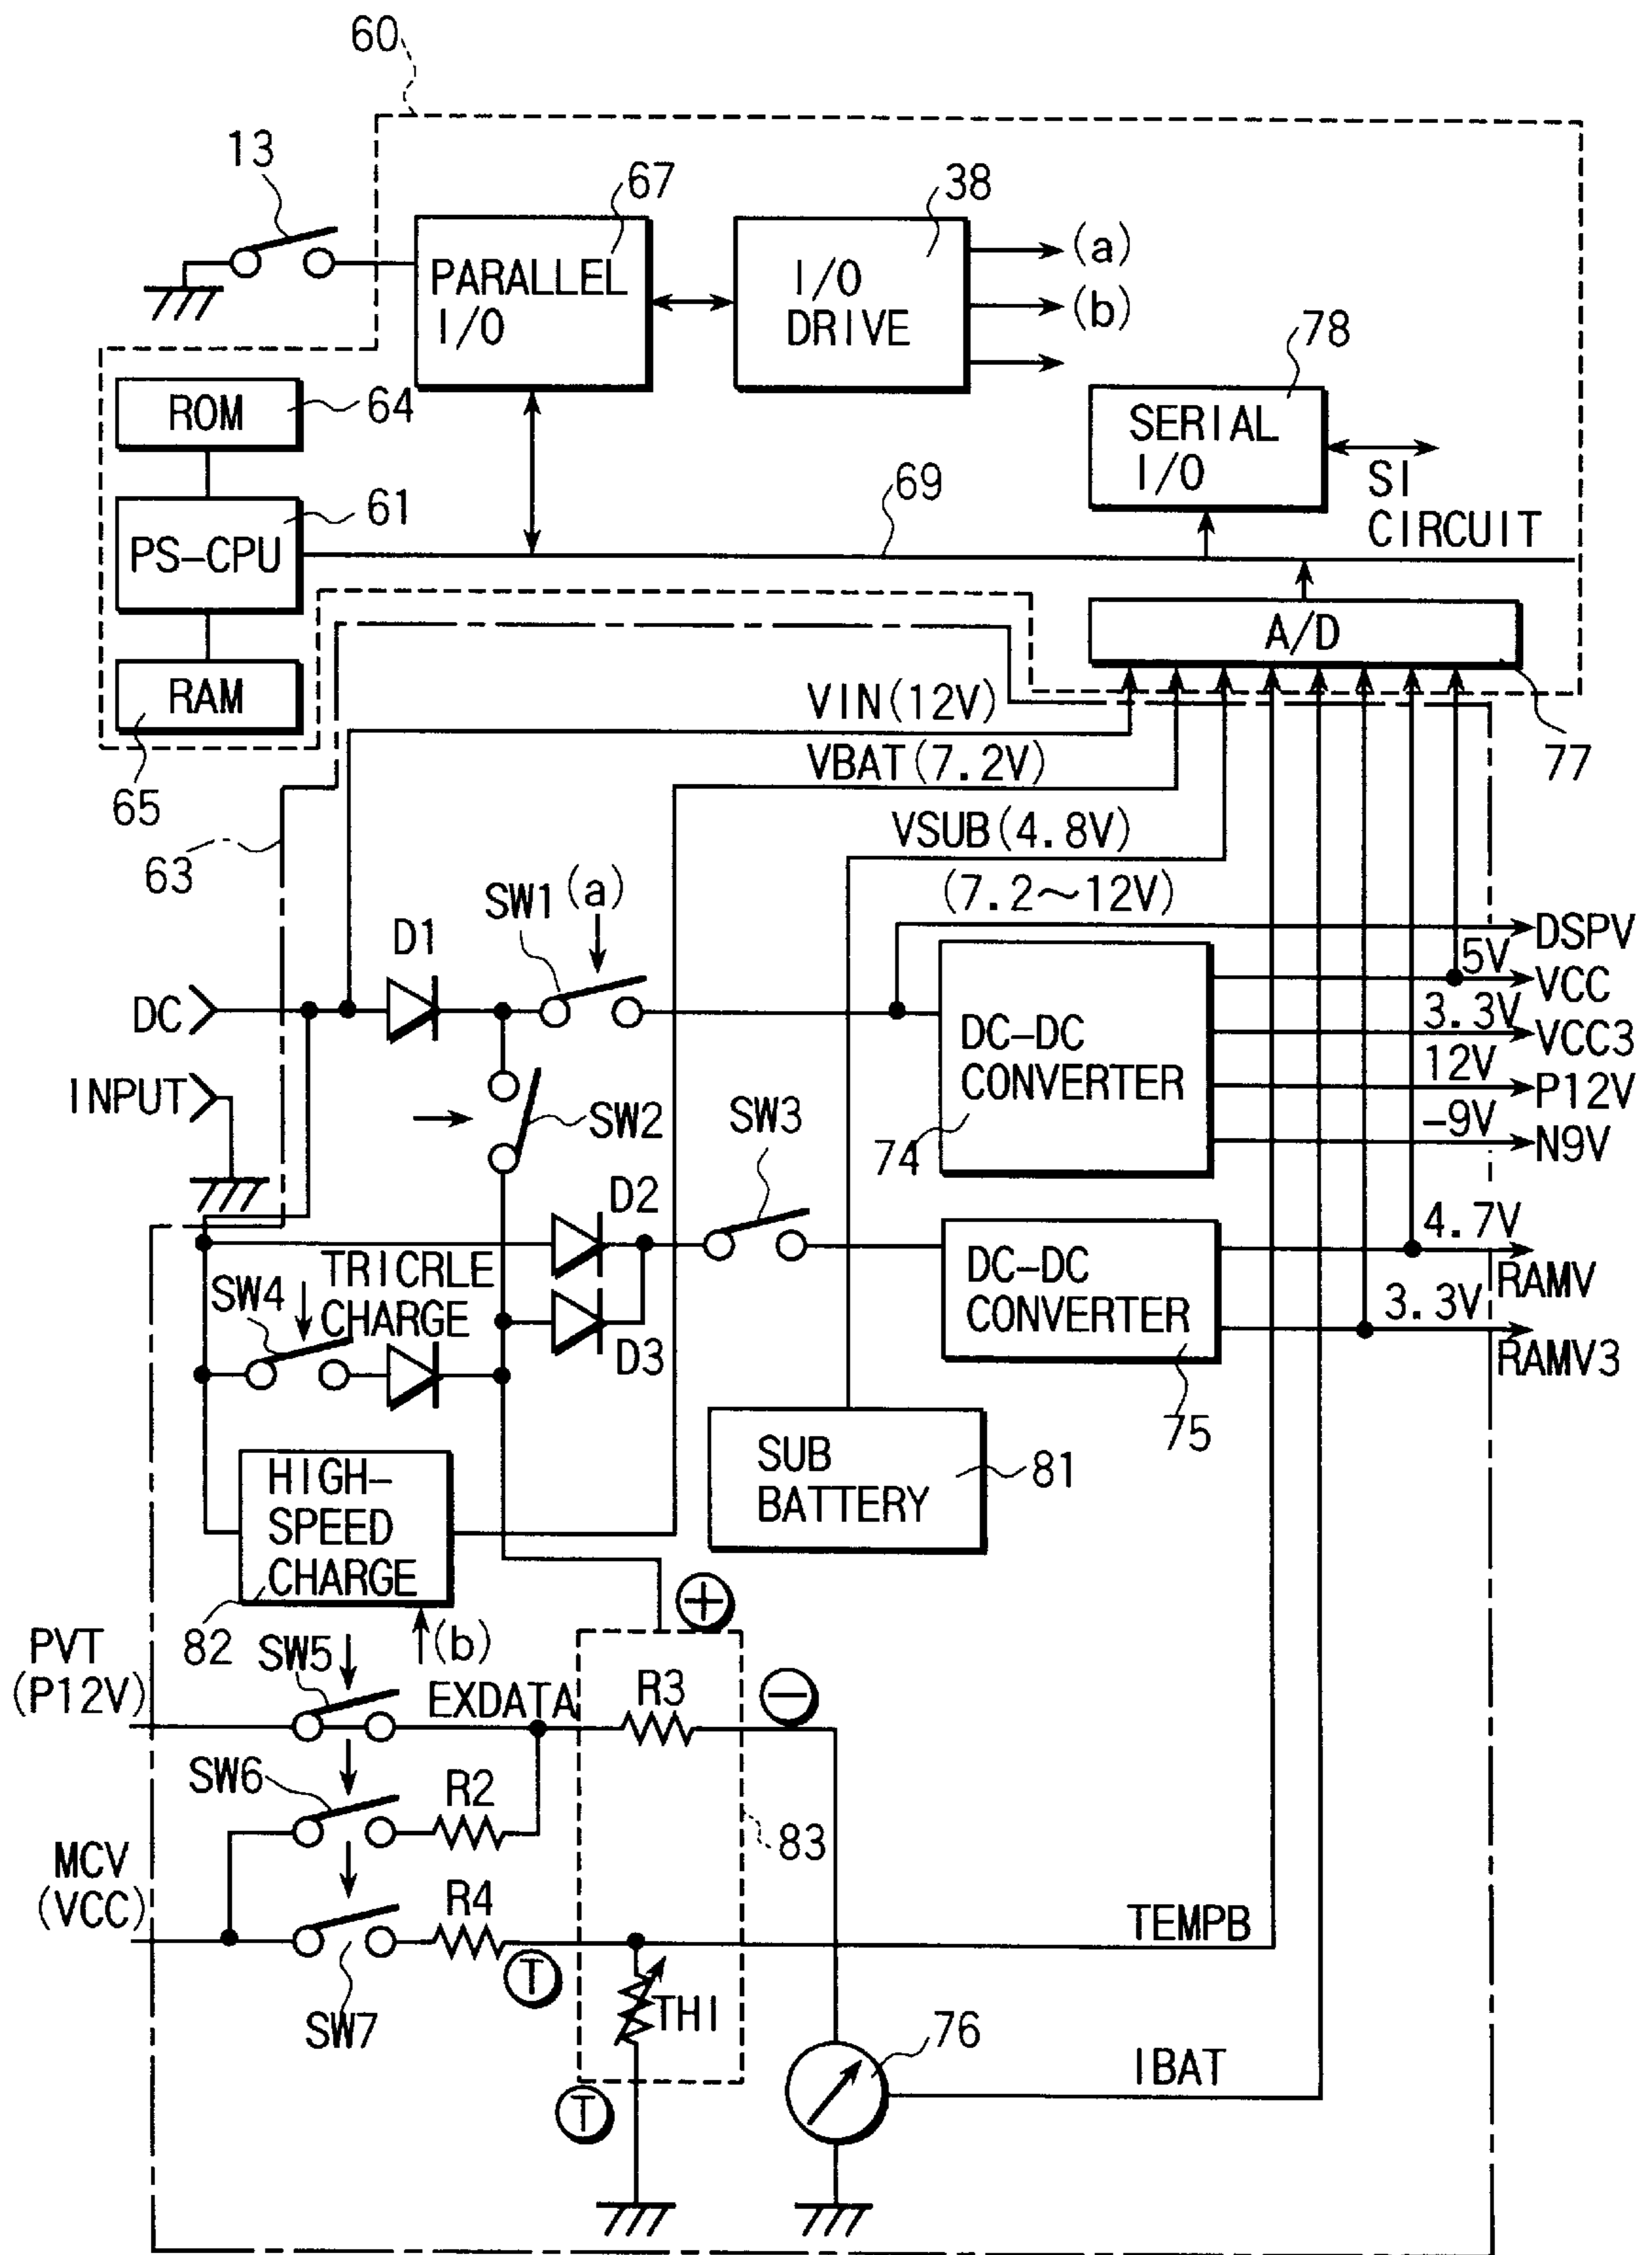 60
13
67
38
PARALLEL
I/O
I/O
DRIVE
(a)
(b)
78
ROM
64
SERIAL
I/O
SI
CIRCUIT
61
69
PS-CPU
A/D
RAM
65
77
VIN(12V)
VBAT(7.2V)
VSUB(4.8V)
(7.2~12V)
63
SW1
(a)
D1
DSPV
5V
VCC
DC
3.3V
VCC3
DC-DC
CONVERTER
12V
P12V
INPUT
-9V
N9V
SW2
SW3
74
D2
4.7V
RAMV
TRICRLE
CHARGE
SW4
DC-DC
CONVERTER
3.3V
RAMV3
D3
75
SUB
BATTERY
81
HIGH-
SPEED
CHARGE
82
(b)
+
PVT
(P12V)
SW5
EXDATA
R3
−
SW6
R2
83
MCV
(VCC)
R4
TEMPB
T
SW7
THI
76
IBAT
T